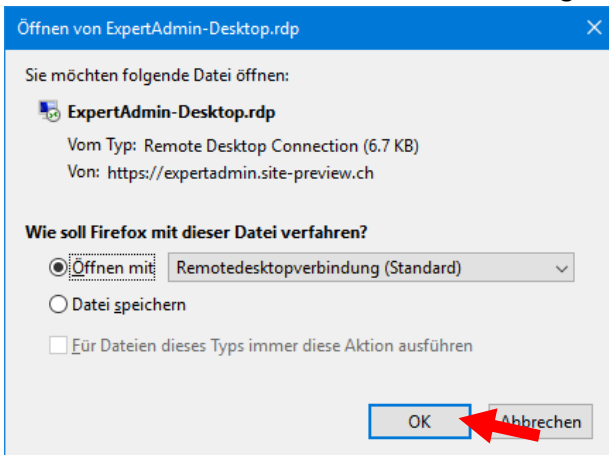 Öffnen von ExpertAdmin-Desktop.rdp
Sie möchten folgende Datei öffnen:
ExpertAdmin-Desktop.rdp
Vom Typ: Remote Desktop Connection (6.7 KB)
Von: https://expertadmin.site-preview.ch
Wie soll Firefox mit dieser Datei verfahren?
Öffnen mit Remotedesktopverbindung (Standard)
Datei speichern
Für Dateien dieses Typs immer diese Aktion ausführen
OK Abbrechen